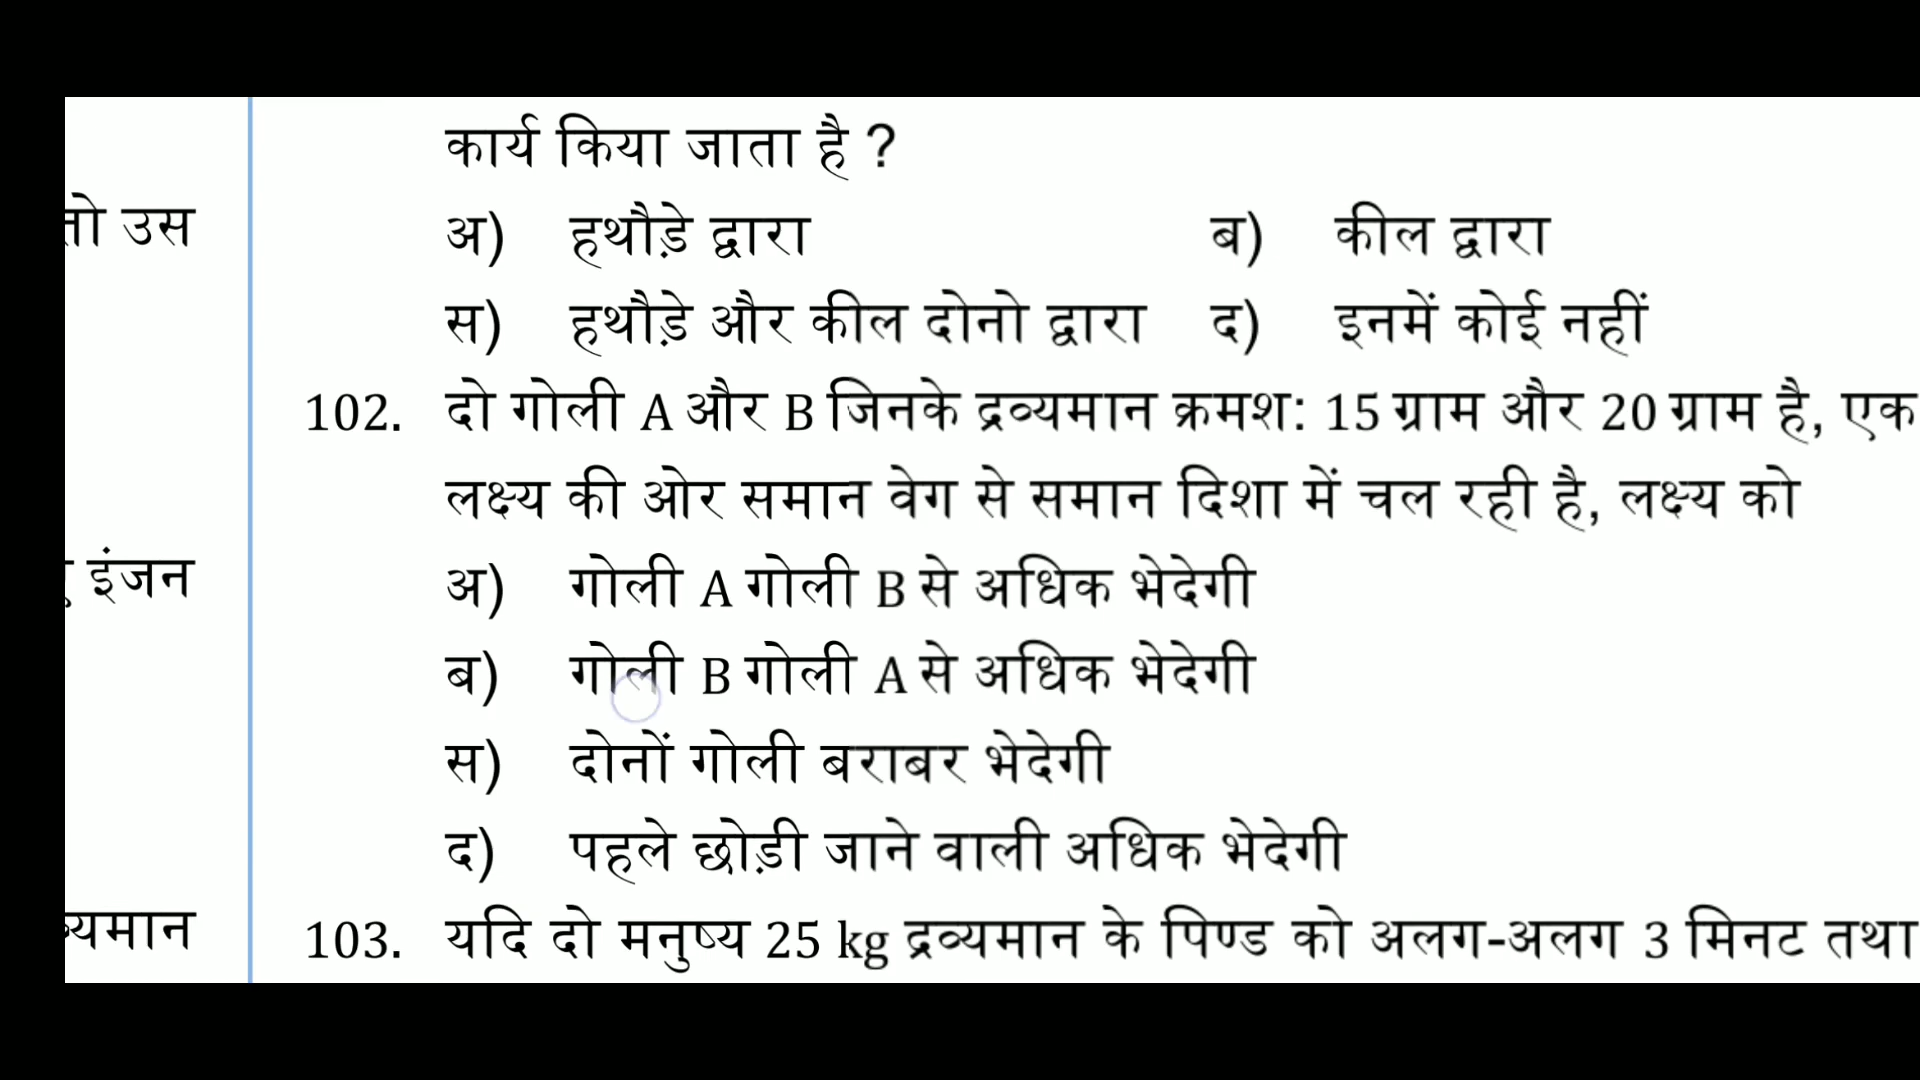 तो उस
इंजन
कार्य किया जाता है ?
अ) हथौड़े द्वारा ब) कील द्वारा
स) हथौड़े और कील दोनो द्वारा द) इनमें कोई नहीं
102. दो गोली A और B जिनके द्रव्यमान क्रमश: 15 ग्राम और 20 ग्राम है, एक
लक्ष्य की ओर समान वेग से समान दिशा में चल रही है, लक्ष्य को
अ) गोली A गोली B से अधिक भेदेगी
ब) गोली B गोली A से अधिक भेदेगी
स) दोनों गोली बराबर भेदेगी
द) पहले छोड़ी जाने वाली अधिक भेदेगी
103. यदि दो मनुष्य 25 kg द्रव्यमान के पिण्ड को अलग-अलग 3 मिनट तथा